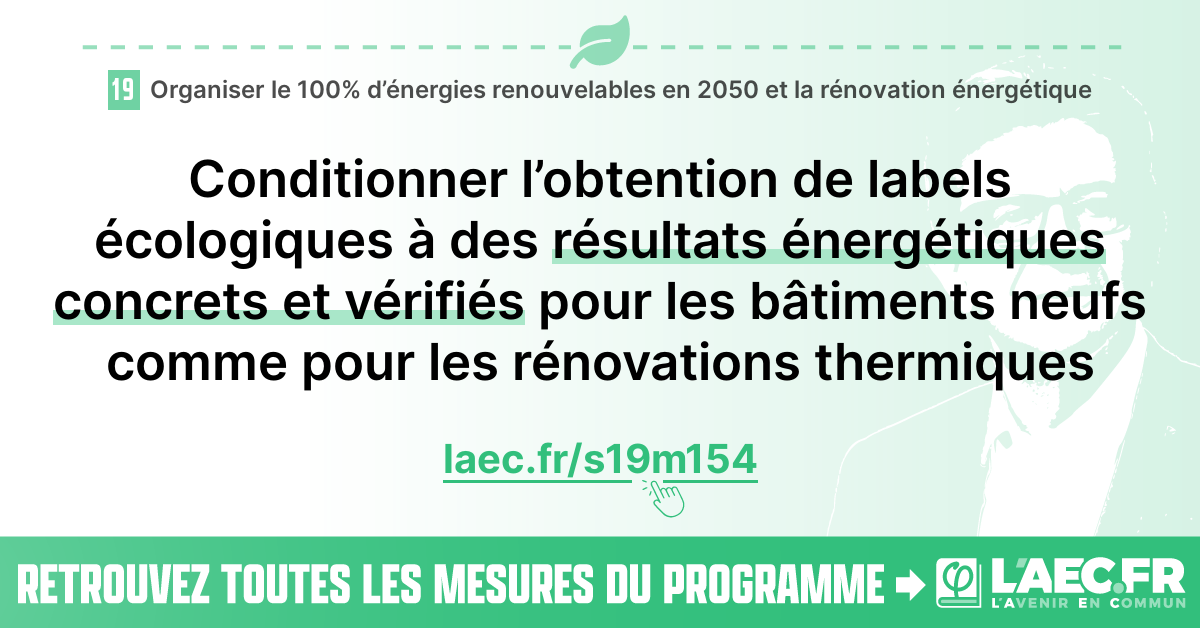 19 Organiser le 100% d’énergies renouvelables en 2050 et la rénovation énergétique
Conditionner l’obtention de labels
écologiques à des résultats énergétiques
concrets et vérifiés pour les bâtiments neufs
comme pour les rénovations thermiques
laec.fr/s19m154
RETROUVEZ TOUTES LES MESURES DU PROGRAMME
L'AEC.FR
L'AVENIR EN COMMUN